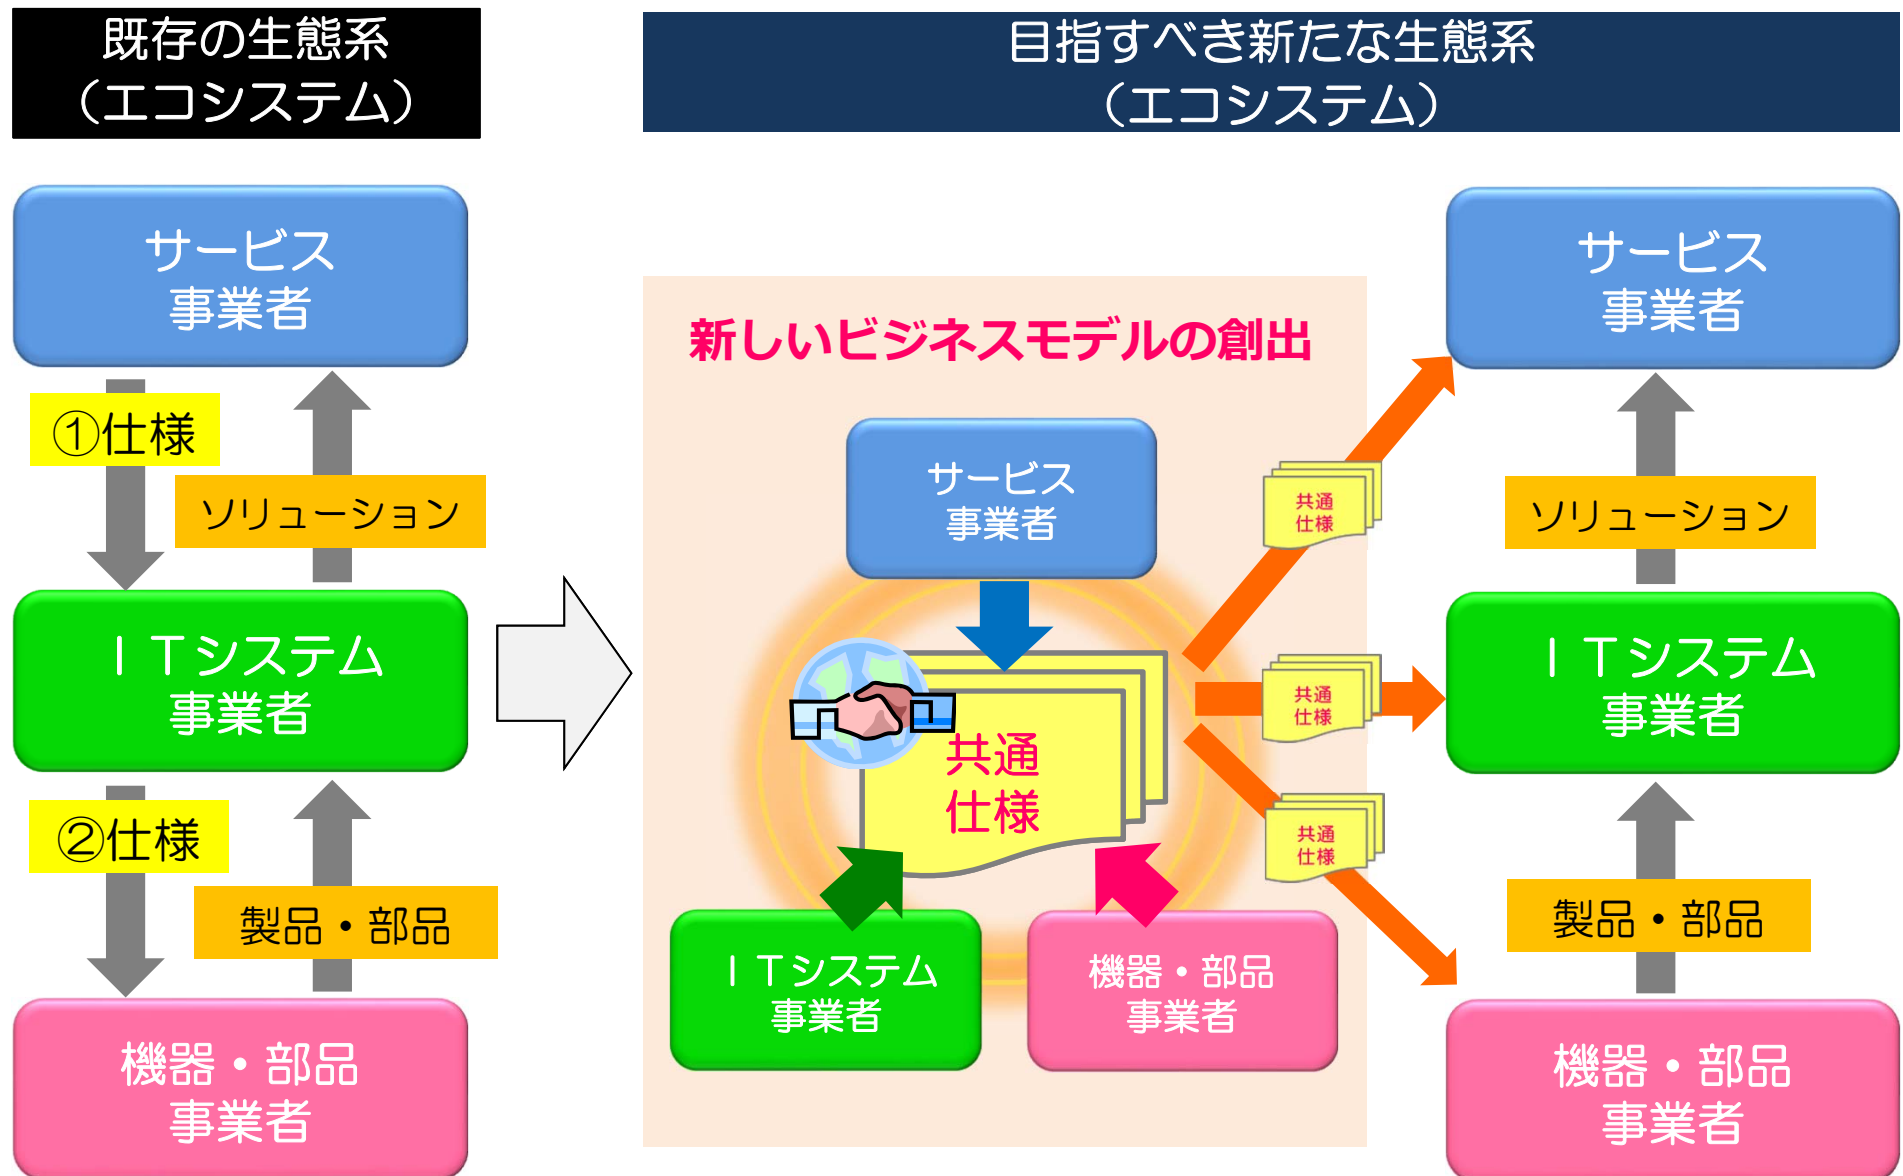 既存の生態系
（エコシステム）
目指すべき新たな生態系
（エコシステム）
サービス
事業者
①仕様
ソリューション
ＩＴシステム
事業者
②仕様
製品・部品
機器・部品
事業者
新しいビジネスモデルの創出
サービス
事業者
共通
仕様
ＩＴシステム
事業者
機器・部品
事業者
共通
仕様
共通
仕様
共通
仕様
サービス
事業者
ソリューション
ＩＴシステム
事業者
製品・部品
機器・部品
事業者